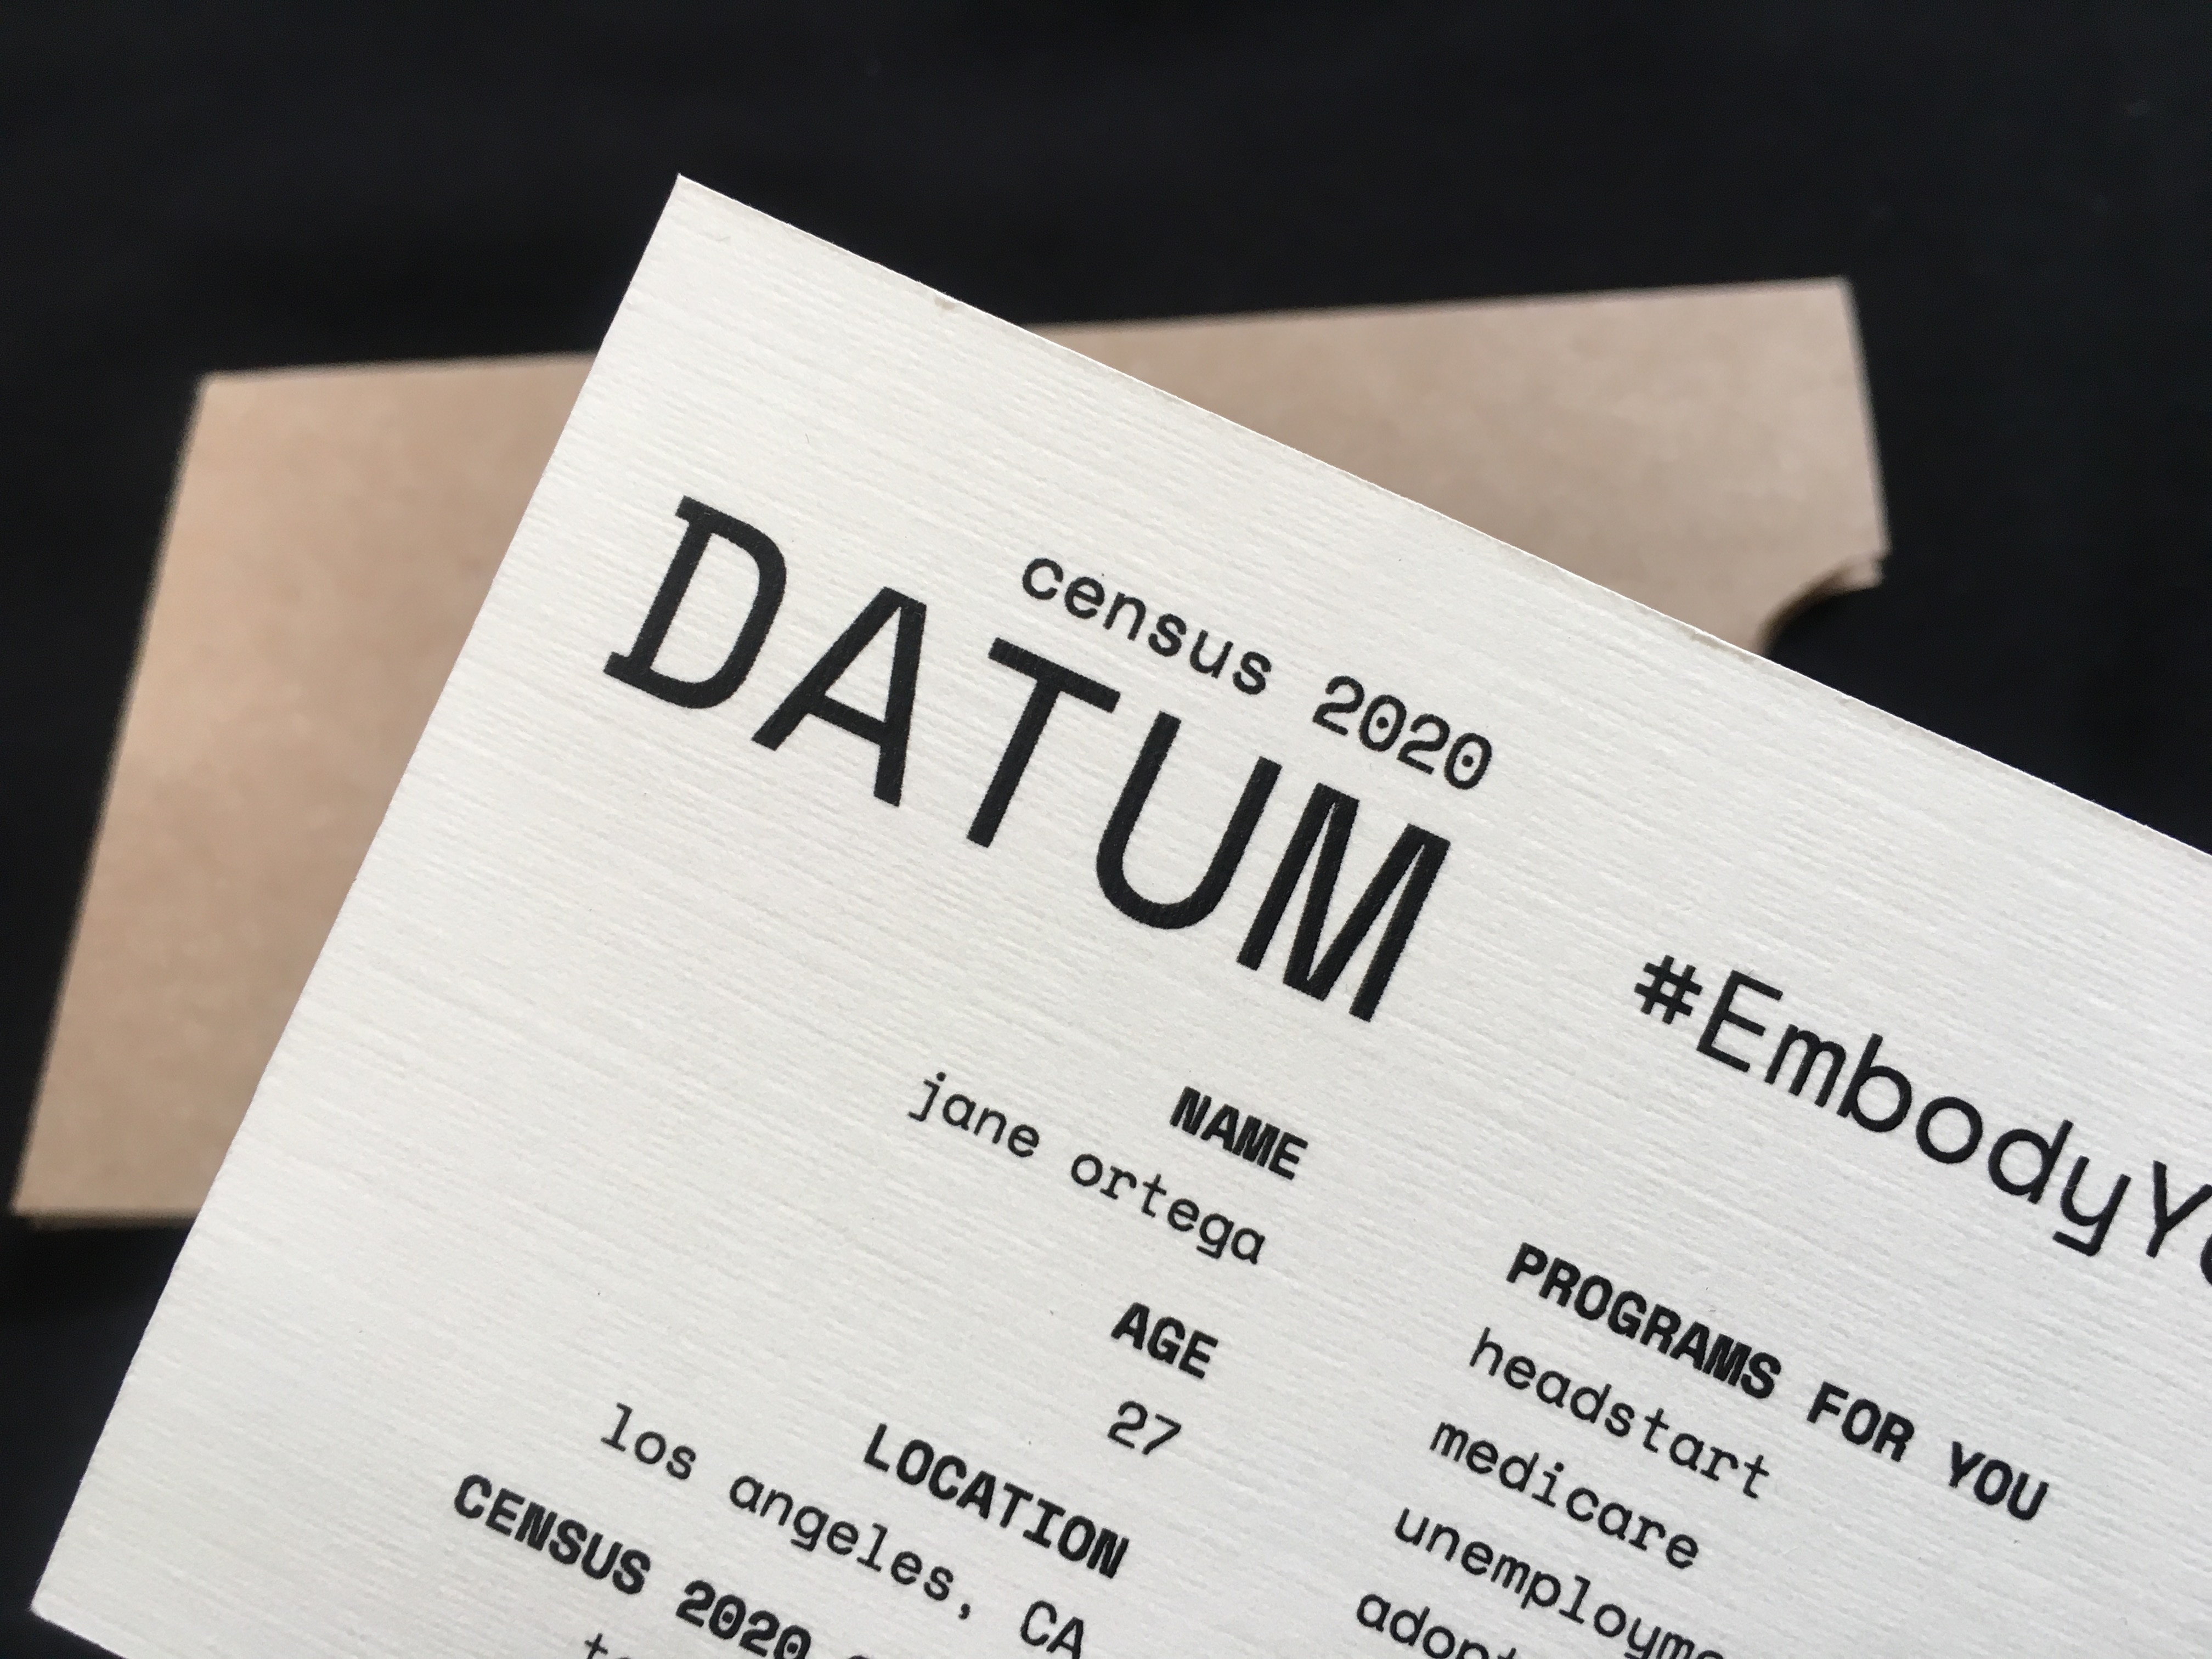 census 2020
DATUM
NAME
jane ortega
AGE
27
LOCATION
los angeles, CA
CENSUS 2020
PROGRAMS FOR YOU
headstart
medicare